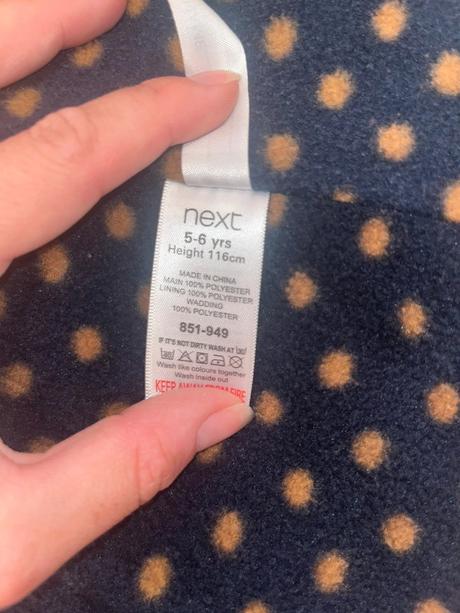 next
5-6 yrs
Height 116cm
MADE IN CHINA
MAIN 100% POLYESTER
LINING 100% POLYESTER
WADDING
100% POLYESTER
851-949
IF IT'S NOT DIRTY WASH AT
Wash like colours together
Wash inside out
KEEP AWAY FROM FIRE